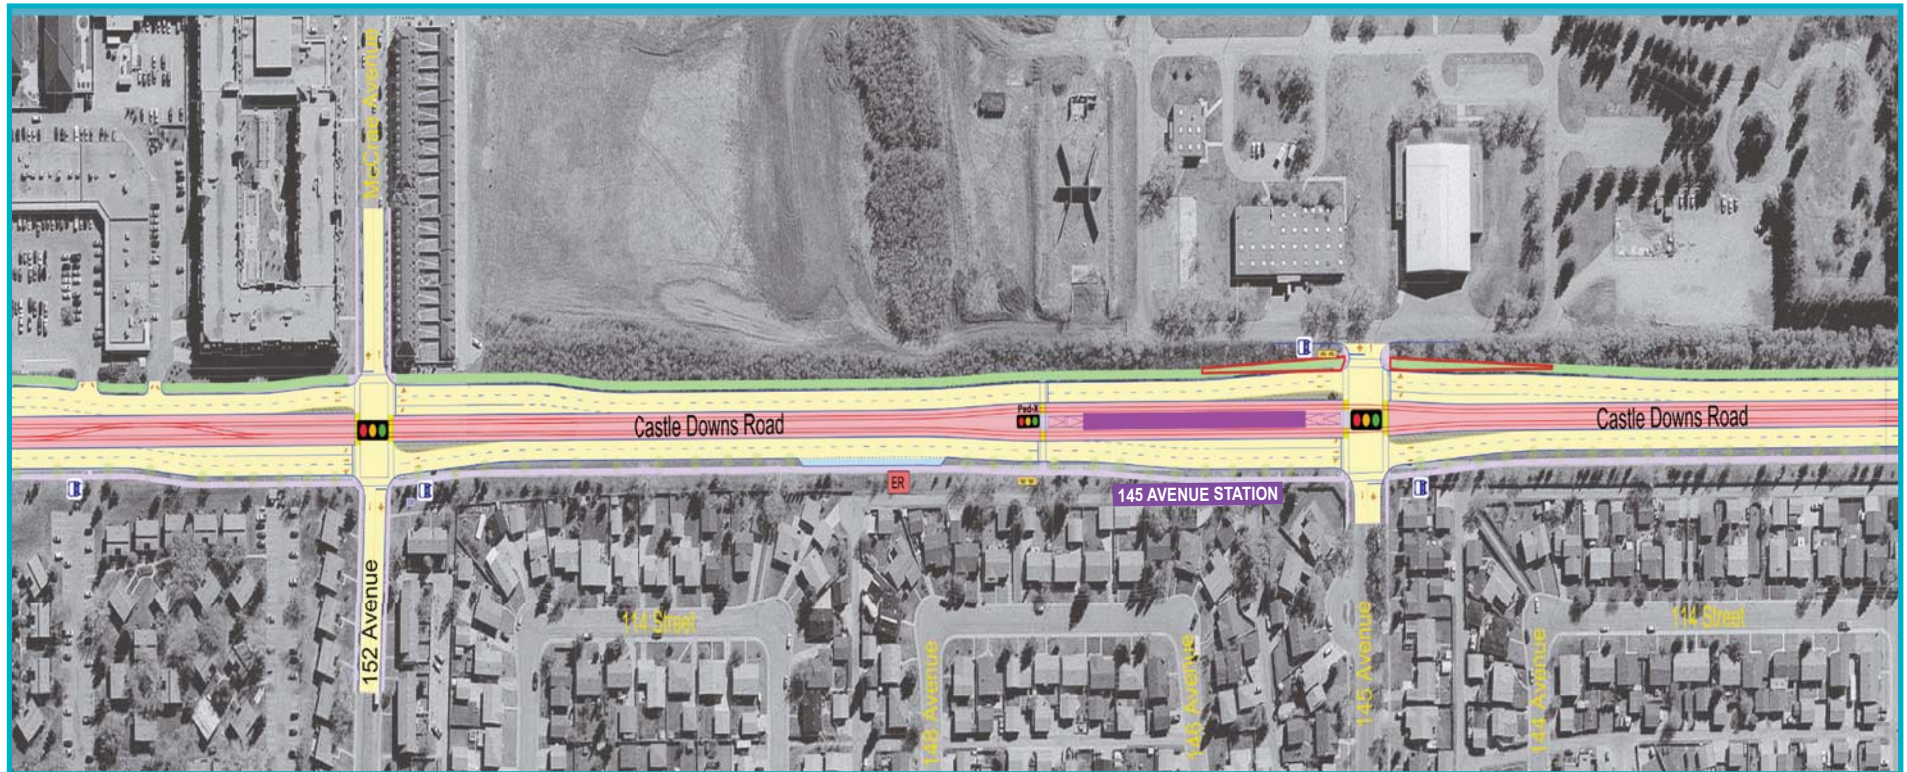 McCrae Avenue
Ped-X
Castle Downs Road
Castle Downs Road
ER
145 AVENUE STATION
152 Avenue
114 Street
148 Avenue
146 Avenue
145 Avenue
144 Avenue
114 Street